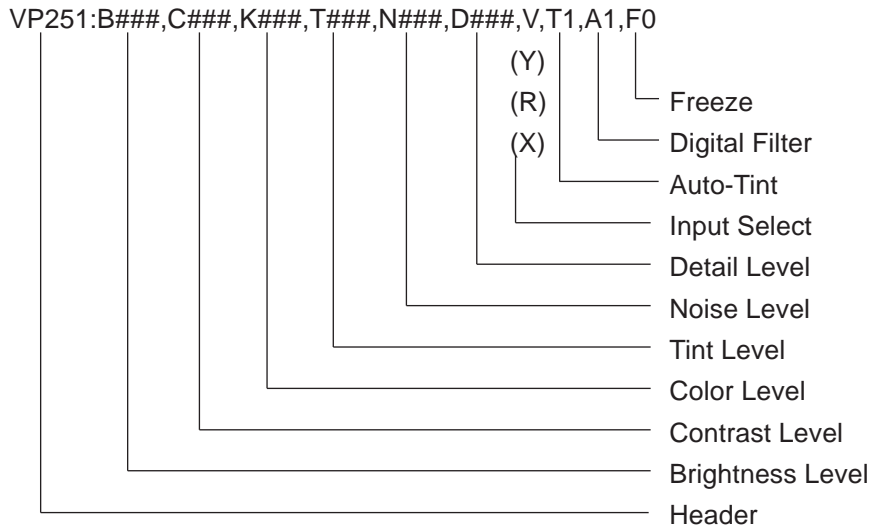 VP251:B###,C###,K###,T###,N###,D###,V,T1,A1,F0
(Y)
(R)
(X)
Freeze
Digital Filter
Auto-Tint
Input Select
Detail Level
Noise Level
Tint Level
Color Level
Contrast Level
Brightness Level
Header